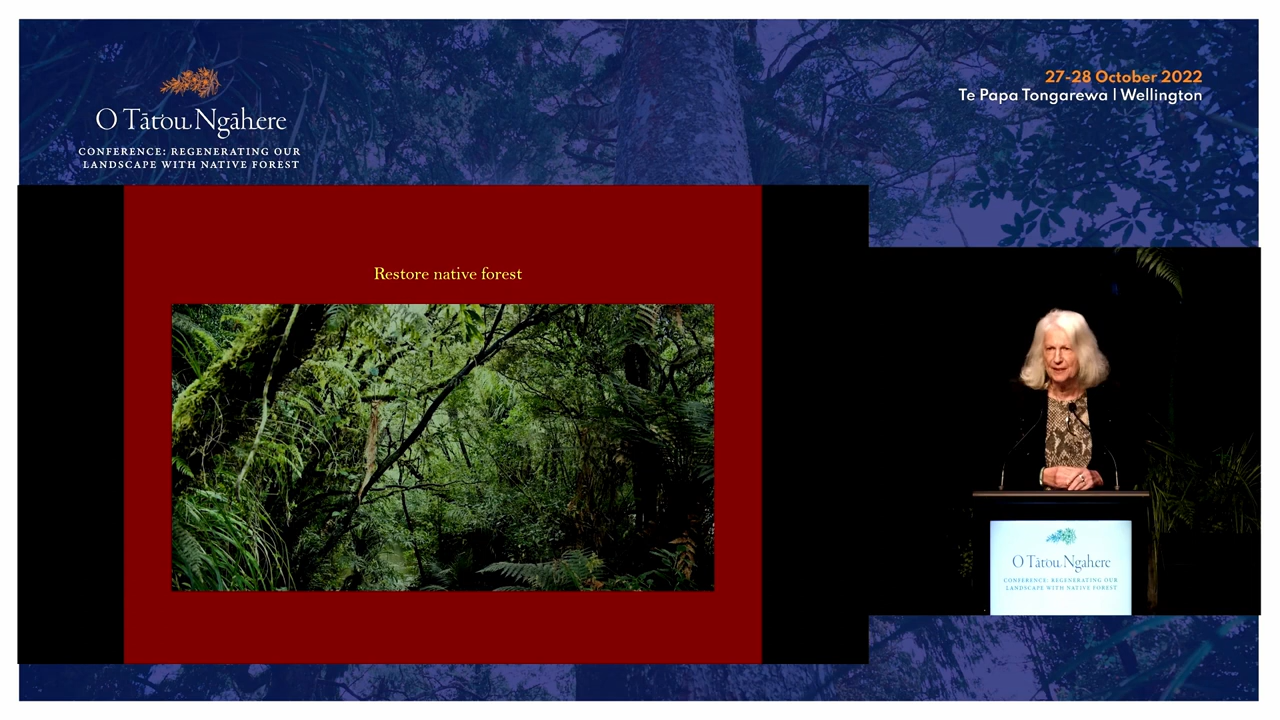 27-28 October 2022
Te Papa Tongarewa | Wellington
O Tātou Ngāhere
CONFERENCE: REGENERATING OUR
LANDSCAPE WITH NATIVE FOREST
Restore native forest
O Tātou Ngahere
CONFERENCE: REGENERATING OUR
LANDSCAPE WITH NATIVE FOREST